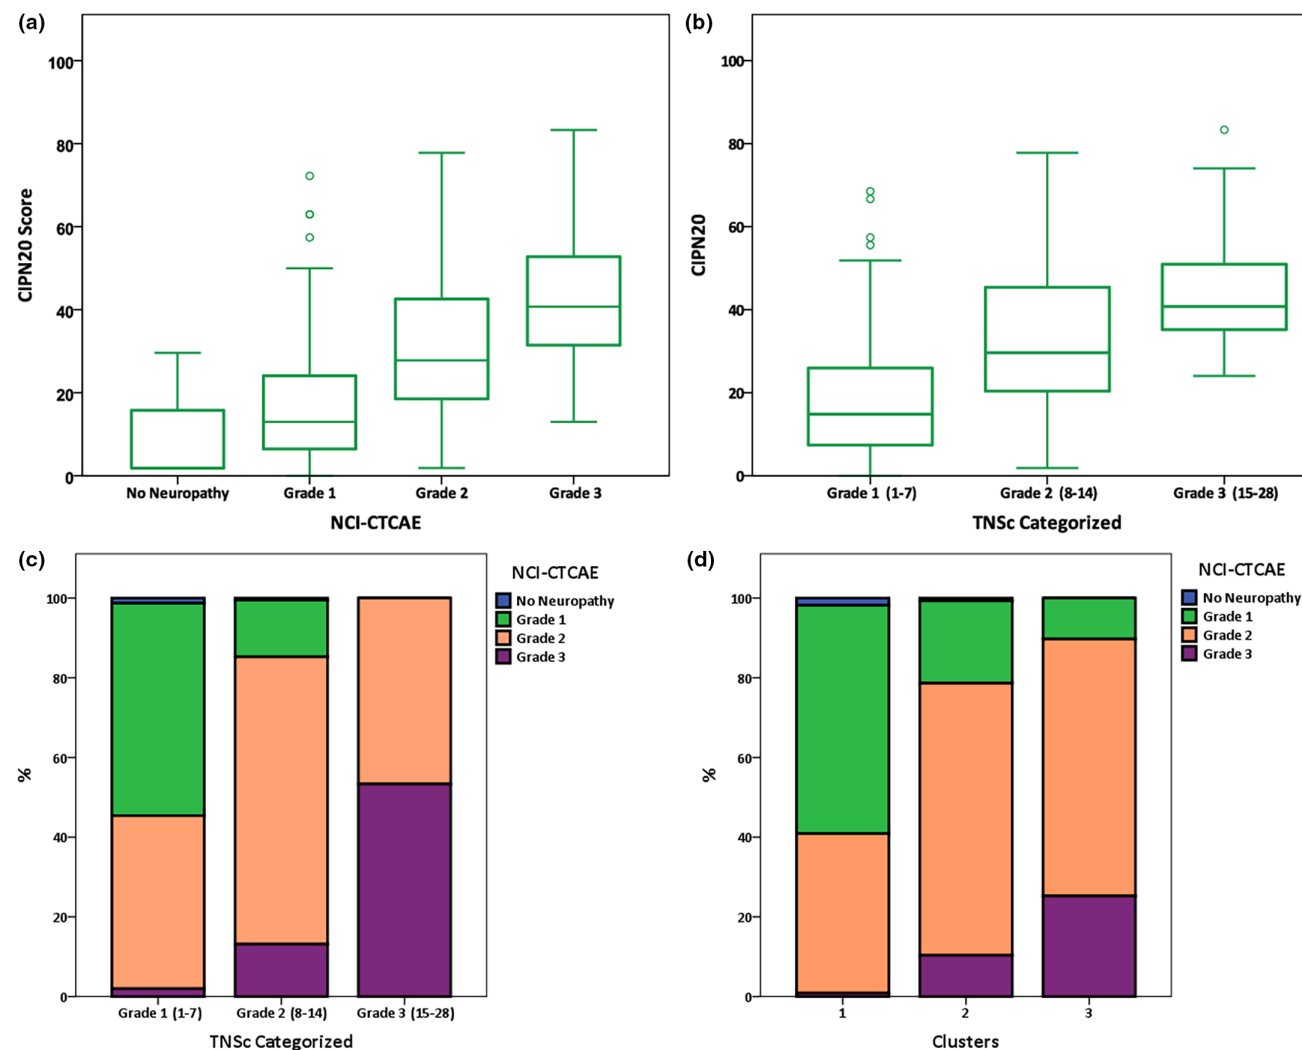 (a)
100
80
60
40
20
0
CIPN20 Score
No Neuropathy Grade 1 Grade 2 Grade 3
NCI-CTCAE
(b)
100
80
60
40
20
0
CIPN20
Grade 1 (1-7) Grade 2 (8-14) Grade 3 (15-28)
TNSc Categorized
(c)
100
80
60
40
20
0
%
Grade 1 (1-7) Grade 2 (8-14) Grade 3 (15-28)
TNSc Categorized
NCI-CTCAE
No Neuropathy
Grade 1
Grade 2
Grade 3
(d)
100
80
60
40
20
0
%
1 2 3
Clusters
NCI-CTCAE
No Neuropathy
Grade 1
Grade 2
Grade 3